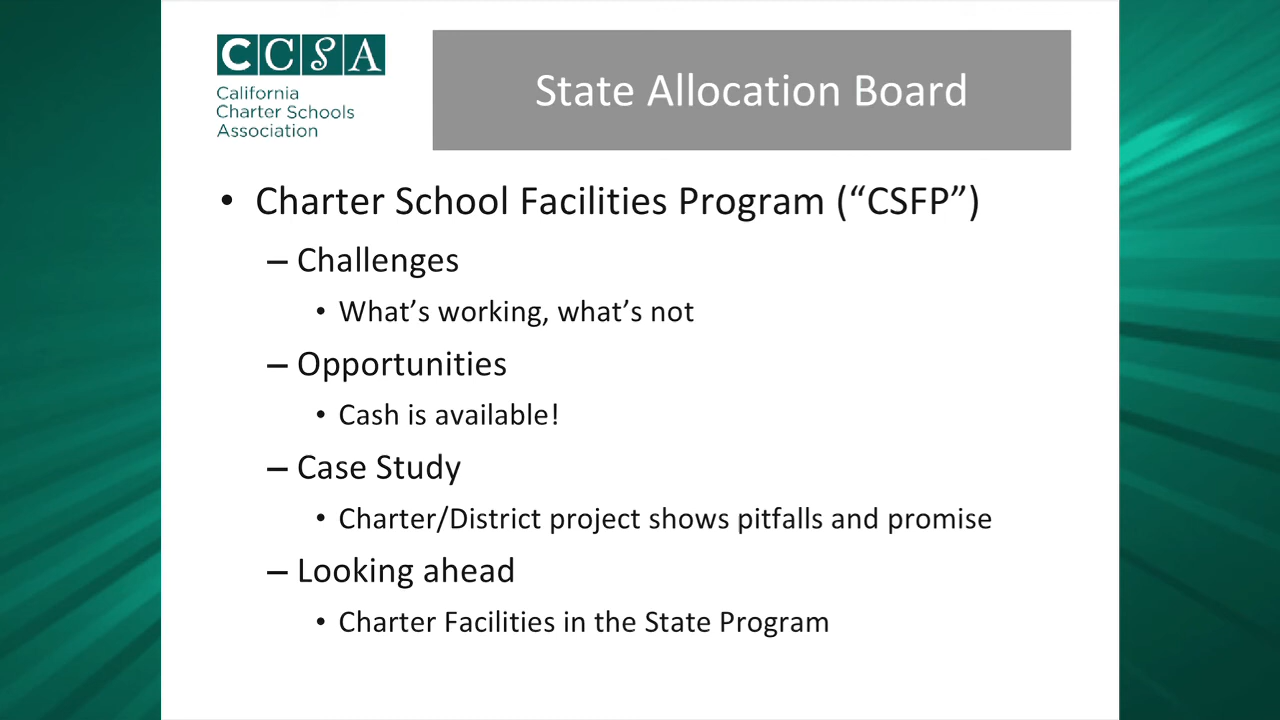 CCSA
California
Charter Schools
Association
State Allocation Board
• Charter School Facilities Program (“CSFP”)
– Challenges
• What’s working, what’s not
– Opportunities
• Cash is available!
– Case Study
• Charter/District project shows pitfalls and promise
– Looking ahead
• Charter Facilities in the State Program